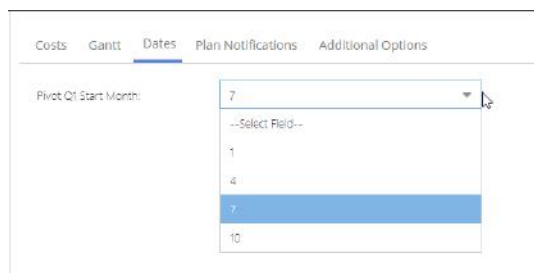 Costs Gantt Dates Plan Notifications Additional Options
Pivot Q1 Start Month: 7
--Select Field--
1
4
7
10